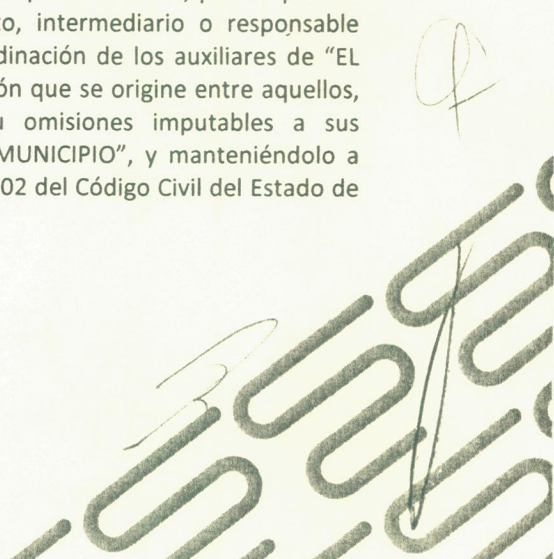 to, intermediario o responsable
dinación de los auxiliares de “EL
ón que se origine entre aquellos,
u omisiones imputables a sus
MUNICIPIO”, y manteniéndolo a
02 del Código Civil del Estado de